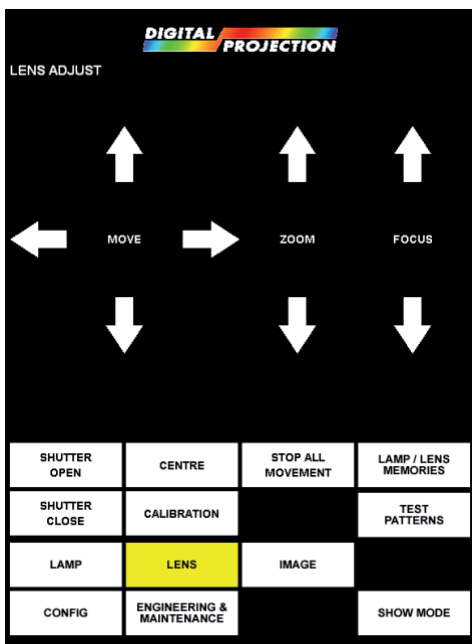 DIGITAL
PROJECTION
LENS ADJUST
MOVE
ZOOM
FOCUS
SHUTTER
OPEN
CENTRE
STOP ALL
MOVEMENT
LAMP / LENS
MEMORIES
SHUTTER
CLOSE
CALIBRATION
TEST
PATTERNS
LAMP
LENS
IMAGE
CONFIG
ENGINEERING &
MAINTENANCE
SHOW MODE